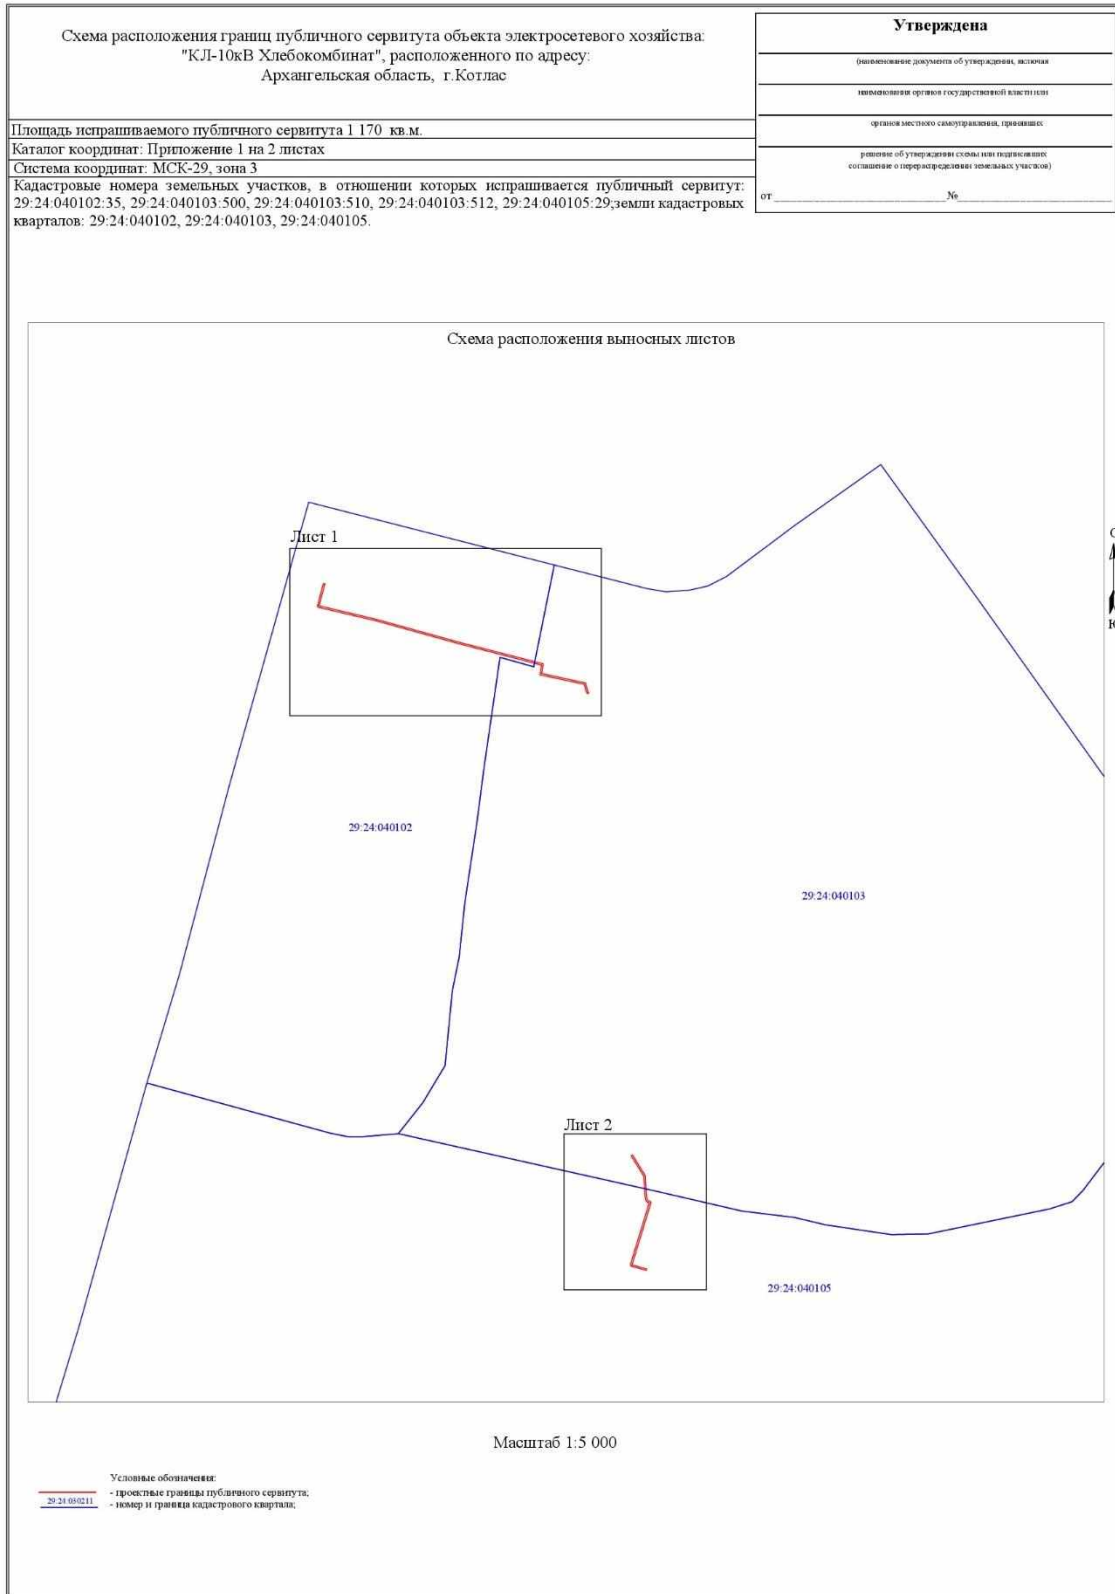 Схема расположения границ публичного сервитута объекта электросетевого хозяйства:
"КЛ-10кВ Хлебокомбинат", расположенного по адресу:
Архангельская область, г.Котлас
Утверждена
(наименование документа об утверждении, включая
наименования органов государственной власти или
органов местного самоуправления, принявших
решение об утверждении схемы или подписавших
соглашение о перераспределении земельных участков)
от №
Площадь испрашиваемого публичного сервитута 1 170 кв.м.
Каталог координат: Приложение 1 на 2 листах
Система координат: МСК-29, зона 3
Кадастровые номера земельных участков, в отношении которых испрашивается публичный сервитут:
29:24:040102:35, 29:24:040103:500, 29:24:040103:510, 29:24:040103:512, 29:24:040105:29;земли кадастровых
кварталов: 29:24:040102, 29:24:040103, 29:24:040105.
Схема расположения выносных листов
Лист 1
Ю
29:24:040102
29:24:040103
Лист 2
29:24:040105
Масштаб 1:5 000
Условные обозначения:
- проектные границы публичного сервитута;
29:24:030211
- номер и граница кадастрового квартала;